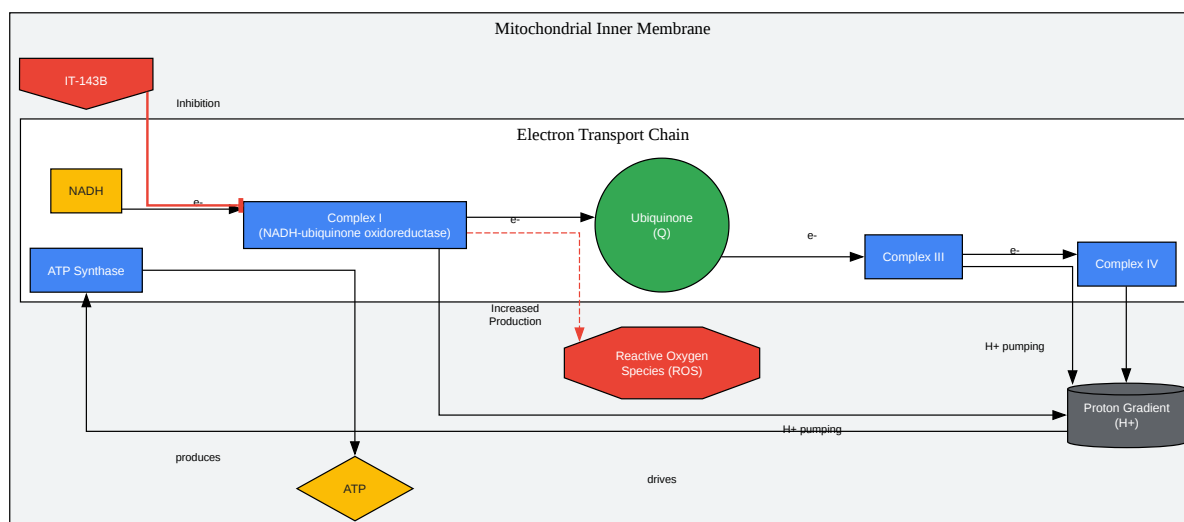 Mitochondrial Inner Membrane
IT-143B
Inhibition
Electron Transport Chain
NADH
e-
Complex I
(NADH-ubiquinone oxidoreductase)
e-
Ubiquinone
(Q)
e-
Complex III
e-
Complex IV
ATP Synthase
Increased
Production
Reactive Oxygen
Species (ROS)
H+ pumping
Proton Gradient
(H+)
H+ pumping
produces
drives
ATP